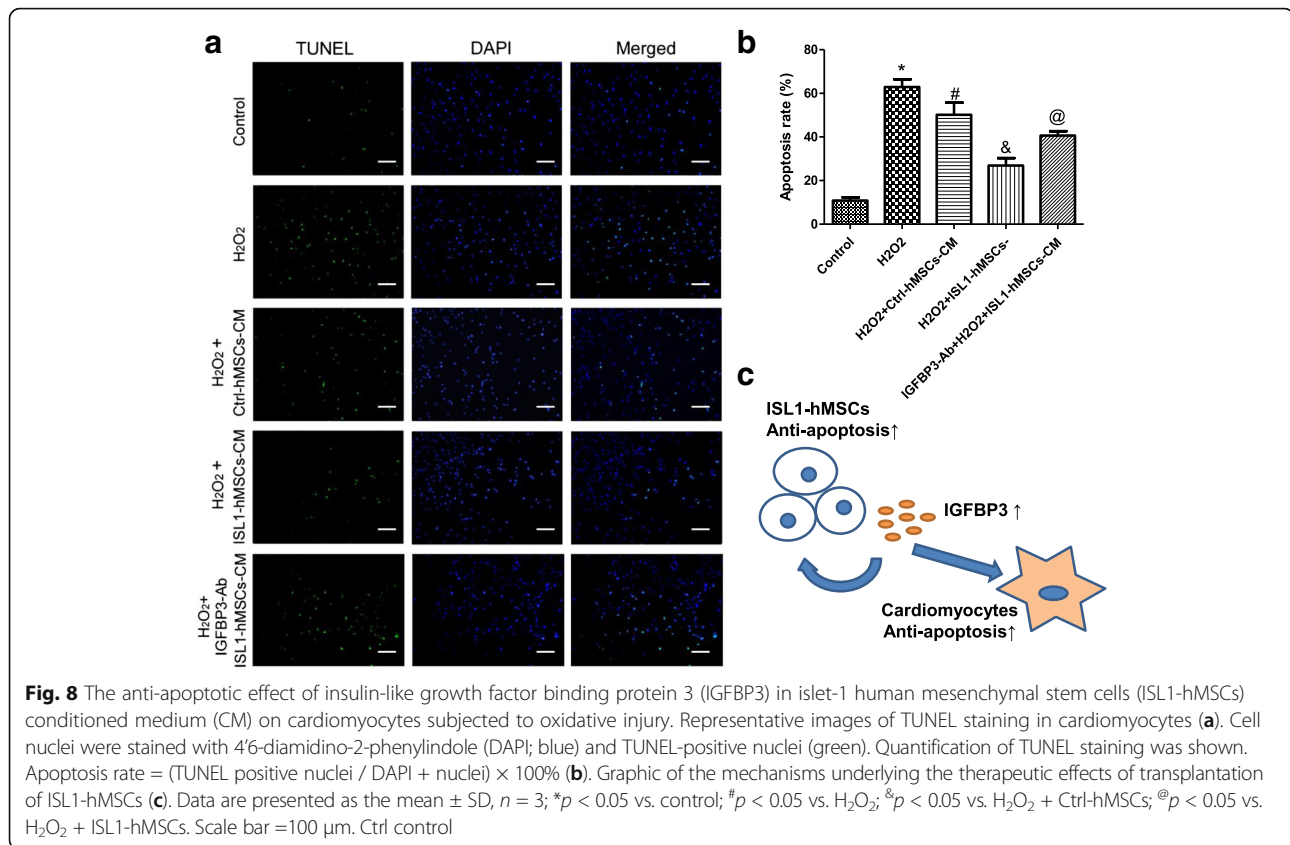 a
TUNEL DAPI Merged
Control
H2O2
H2O2 +
Ctrl-hMSCs-CM
H2O2 +
ISL1-hMSCs-CM
H2O2+
IGFBP3-Ab
ISL1-hMSCs-CM
b
Apoptosis rate (%)
80
60
40
20
0
*
#
&
@
Control
H2O2
H2O2+Ctrl-hMSCs-CM
H2O2+ISL1-hMSCs-
IGFBP3-Ab+H2O2+ISL1-hMSCs-CM
c
ISL1-hMSCs
Anti-apoptosis↑
IGFBP3 ↑
Cardiomyocytes
Anti-apoptosis↑
Fig. 8 The anti-apoptotic effect of insulin-like growth factor binding protein 3 (IGFBP3) in islet-1 human mesenchymal stem cells (ISL1-hMSCs)
conditioned medium (CM) on cardiomyocytes subjected to oxidative injury. Representative images of TUNEL staining in cardiomyocytes (a). Cell
nuclei were stained with 4′6-diamidino-2-phenylindole (DAPI; blue) and TUNEL-positive nuclei (green). Quantification of TUNEL staining was shown.
Apoptosis rate = (TUNEL positive nuclei / DAPI + nuclei) × 100% (b). Graphic of the mechanisms underlying the therapeutic effects of transplantation
of ISL1-hMSCs (c). Data are presented as the mean ± SD, n = 3; *p < 0.05 vs. control; #p < 0.05 vs. H₂O₂; &p < 0.05 vs. H₂O₂ + Ctrl-hMSCs; @p < 0.05 vs.
H₂O₂ + ISL1-hMSCs. Scale bar =100 μm. Ctrl control